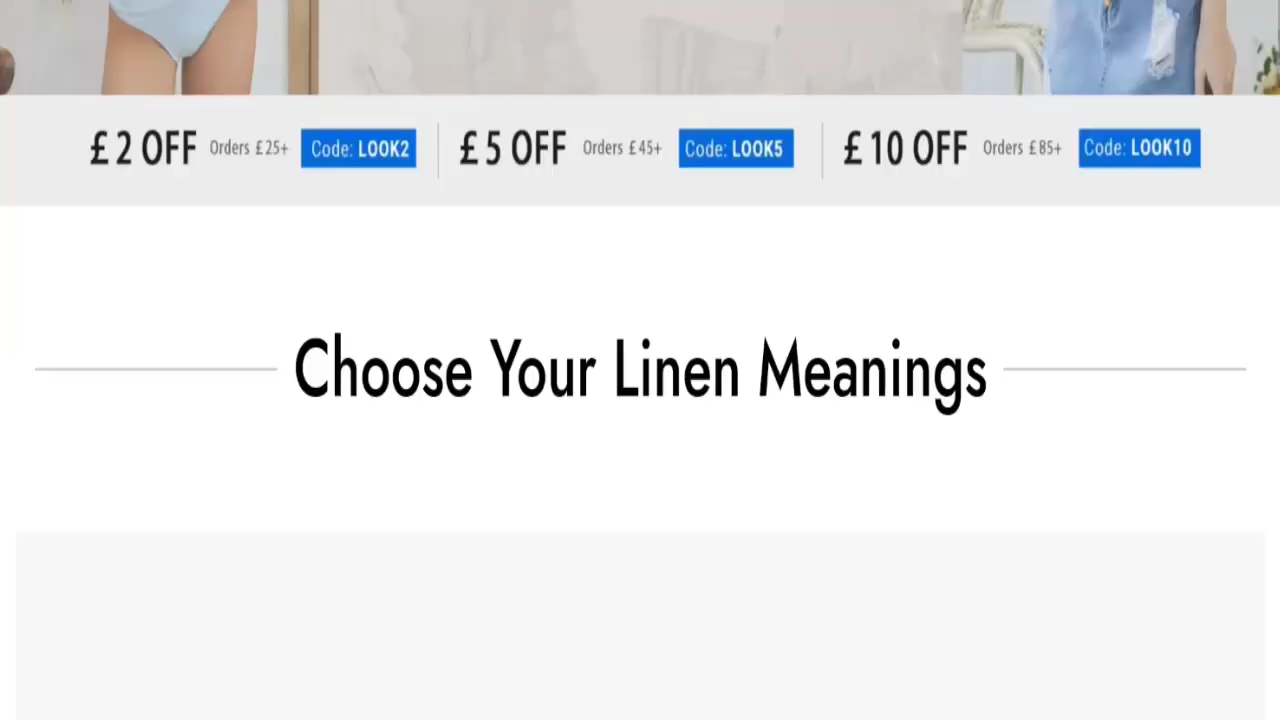 £2 OFF Orders £25+ Code: LOOK2 £5 OFF Orders £45+ Code: LOOK5 £10 OFF Orders £85+ Code: LOOK10
Choose Your Linen Meanings